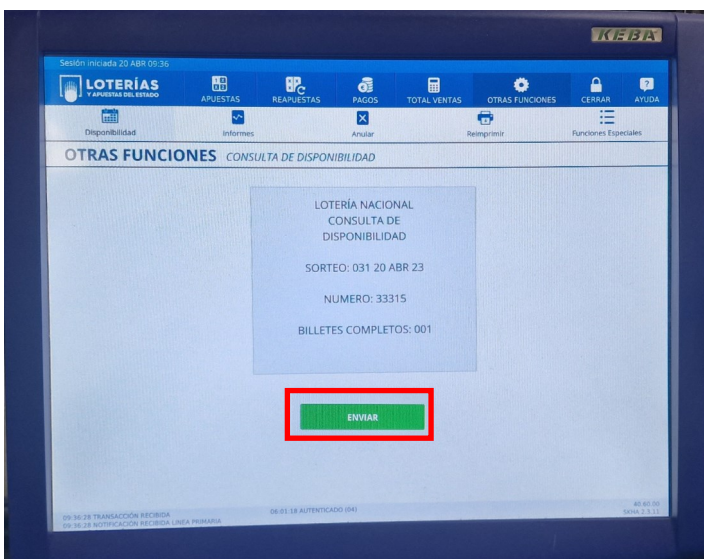 KEBA
Sesión iniciada 20 ABR 09:36
LOTERÍAS
Y APUESTAS DEL ESTADO
APUESTAS
REAPUESTAS
PAGOS
TOTAL VENTAS
OTRAS FUNCIONES
CERRAR
AYUDA
Disponibilidad
Informes
Anular
Reimprimir
Funciones Especiales
OTRAS FUNCIONES CONSULTA DE DISPONIBILIDAD
LOTERÍA NACIONAL
CONSULTA DE
DISPONIBILIDAD
SORTEO: 031 20 ABR 23
NUMERO: 33315
BILLETES COMPLETOS: 001
ENVIAR
09:36:28 TRANSACCIÓN RECIBIDA
09:36:28 NOTIFICACIÓN RECIBIDA LÍNEA PRIMARIA
06:01:18 AUTENTICADO (04)